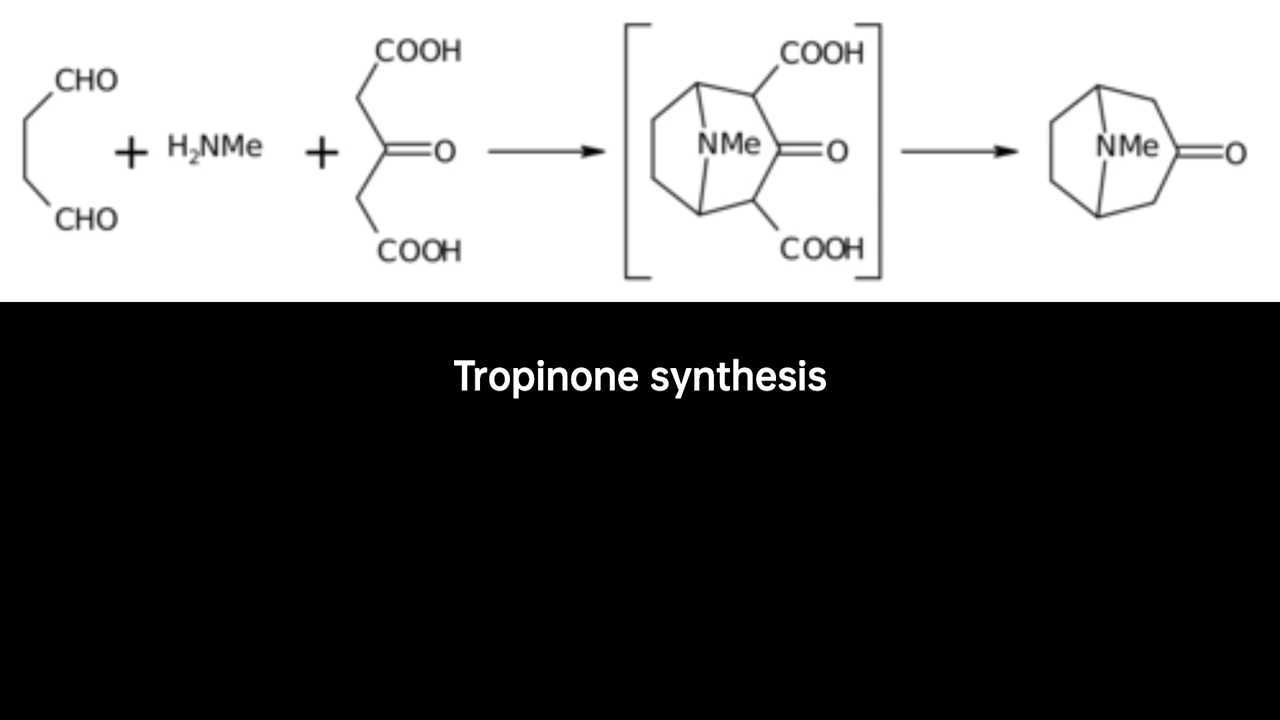 CHO
CHO
+
H₂NMe
+
COOH
O
COOH
COOH
NMe
O
COOH
NMe
O
Tropinone synthesis